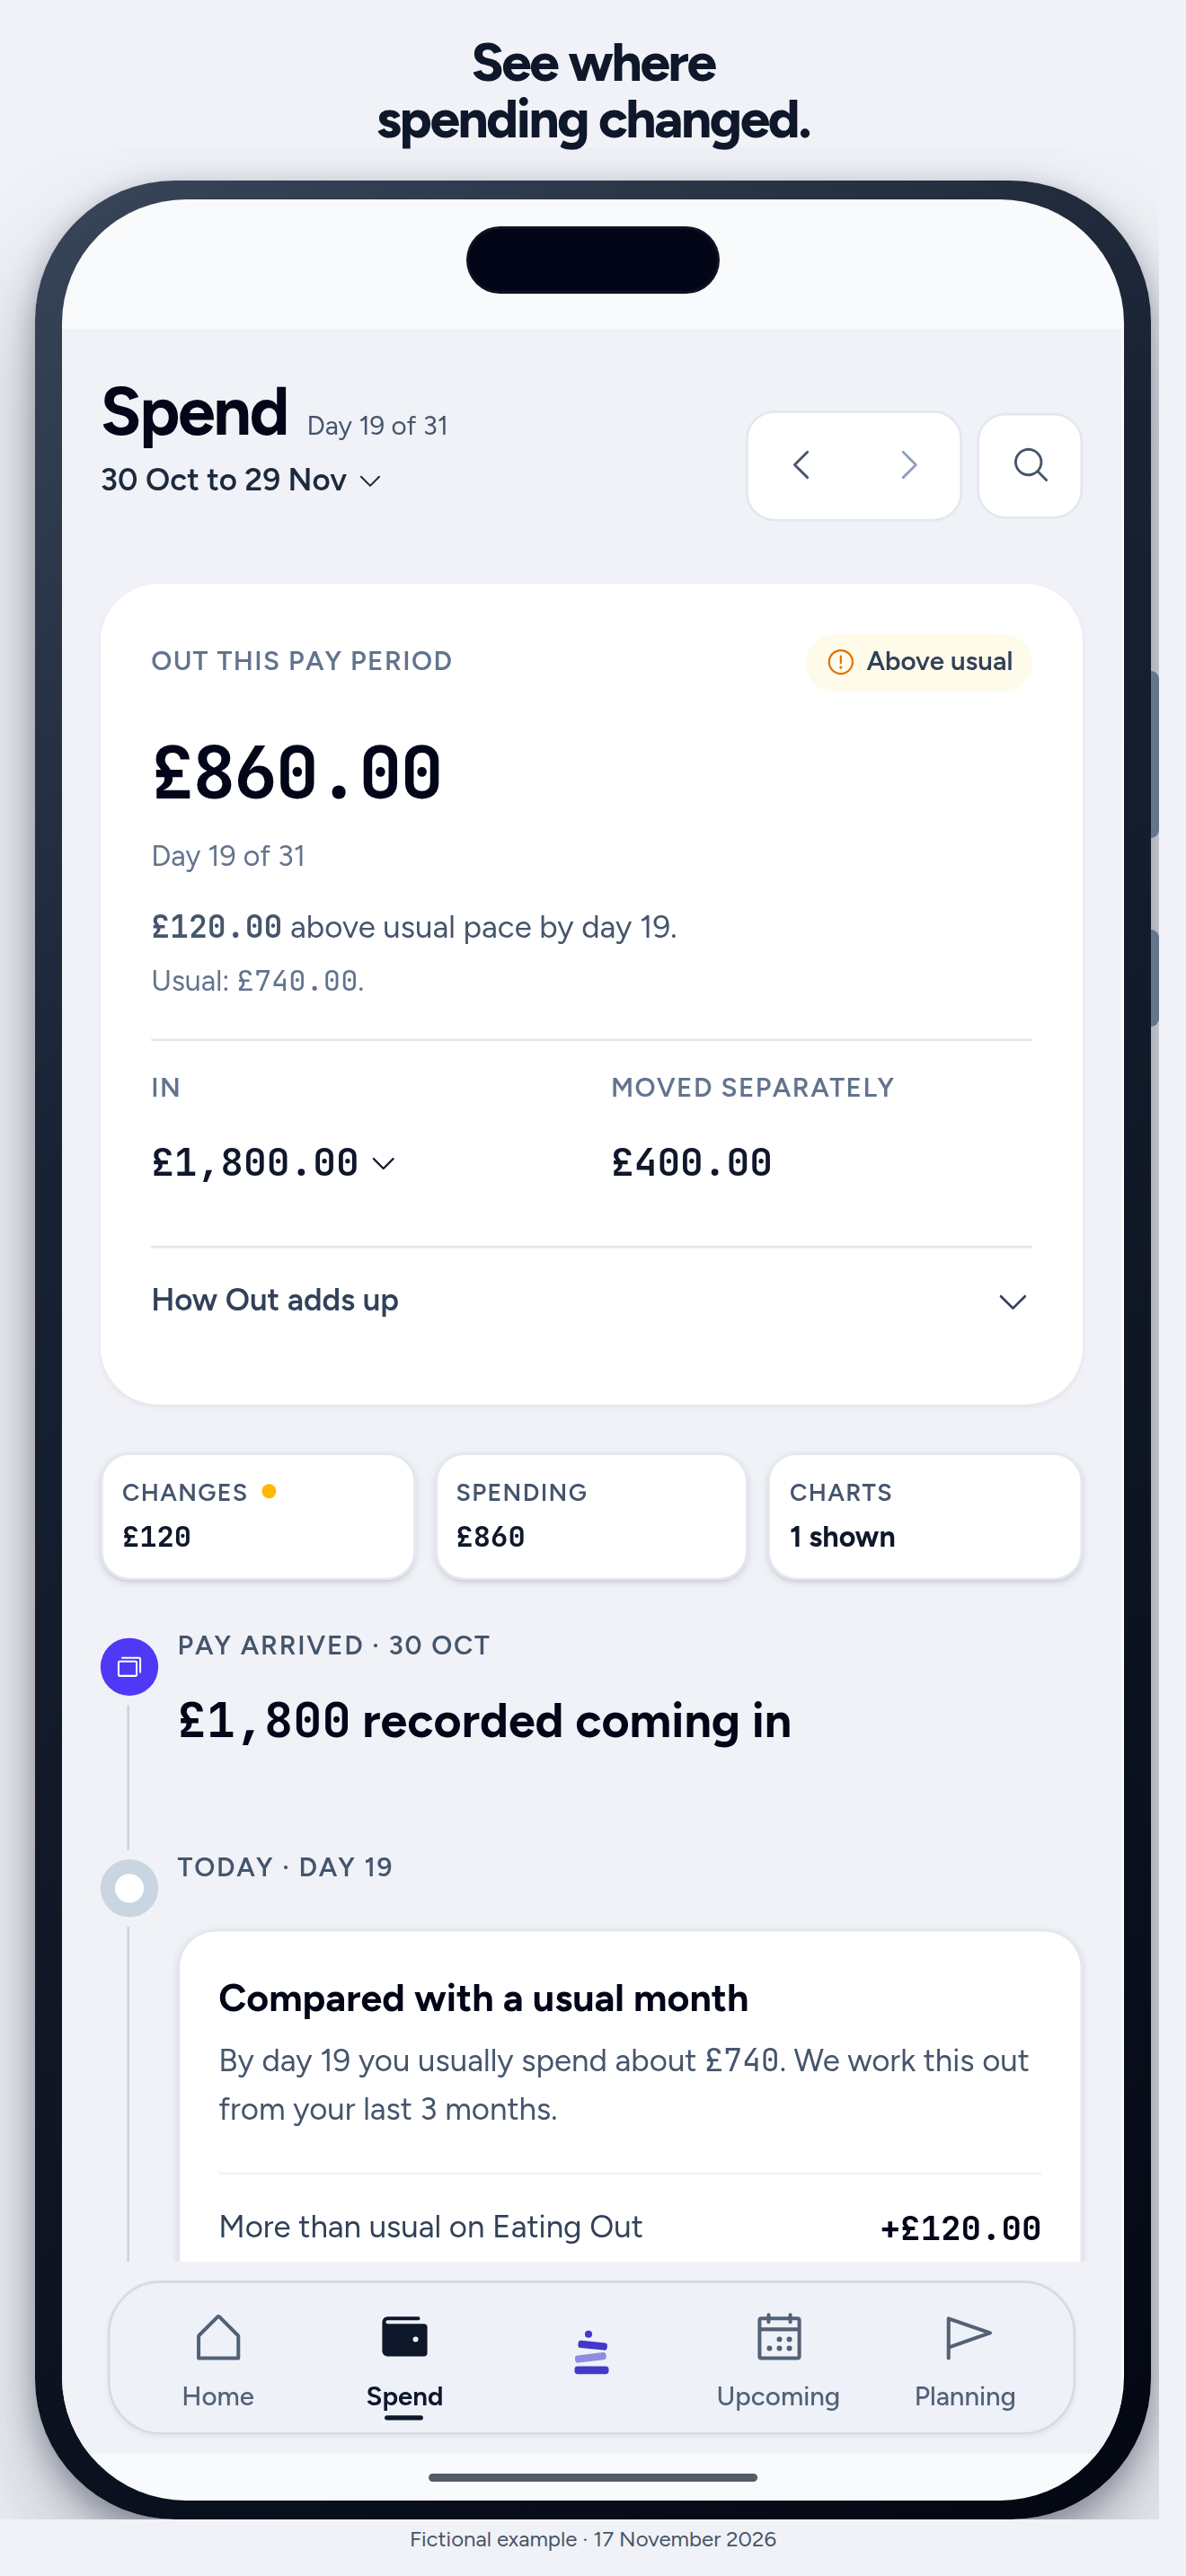 See where
spending changed.
Spend Day 19 of 31
30 Oct to 29 Nov
OUT THIS PAY PERIOD
Above usual
£860.00
Day 19 of 31
£120.00 above usual pace by day 19.
Usual: £740.00.
IN
MOVED SEPARATELY
£1,800.00
£400.00
How Out adds up
CHANGES
£120
SPENDING
£860
CHARTS
1 shown
PAY ARRIVED · 30 OCT
£1,800 recorded coming in
TODAY · DAY 19
Compared with a usual month
By day 19 you usually spend about £740. We work this out
from your last 3 months.
More than usual on Eating Out
+£120.00
Home
Spend
Upcoming
Planning
Fictional example · 17 November 2026